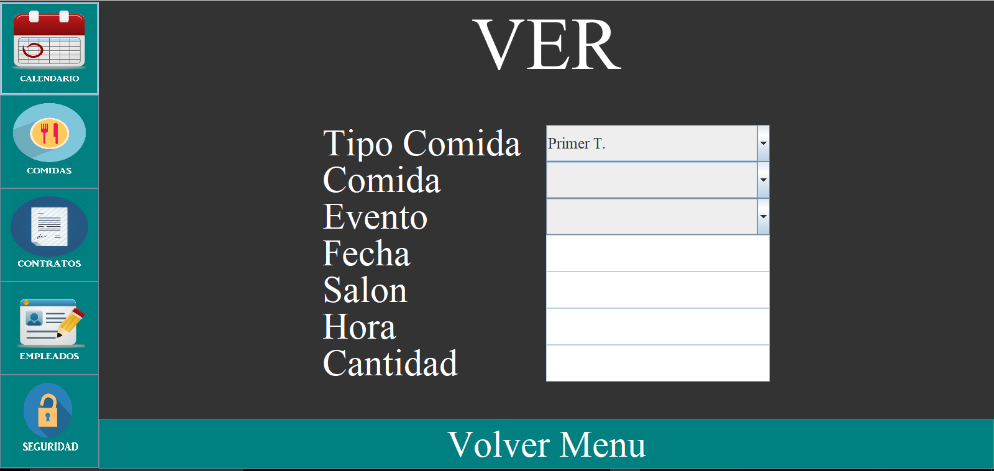 CALENDARIO
COMIDAS
CONTRATOS
EMPLEADOS
SEGURIDAD
VER
Tipo Comida Primer T.
Comida
Evento
Fecha
Salon
Hora
Cantidad
Volver Menu